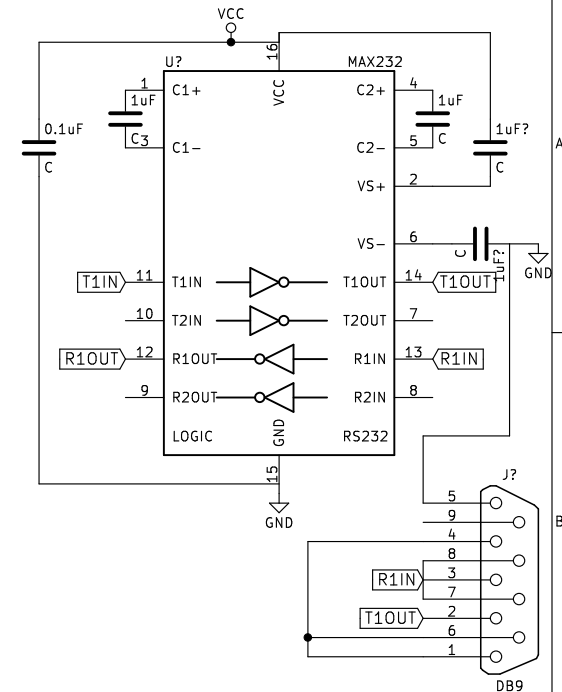 VCC
U?
16
MAX232
1
C1+
VCC
C2+
4
1uF
1uF
0.1uF
1uF?
C
C
C
C
3
C1-
C2-
5
VS+
2
A
VS-
6
C
1uF?
GND
T1IN
11
T1IN
T1OUT
14
T1OUT
10
T2IN
T2OUT
7
R1OUT
12
R1OUT
R1IN
13
R1IN
9
R2OUT
R2IN
8
LOGIC
GND
RS232
15
GND
J?
5
9
B
4
8
R1IN
3
7
T1OUT
2
6
1
DB9